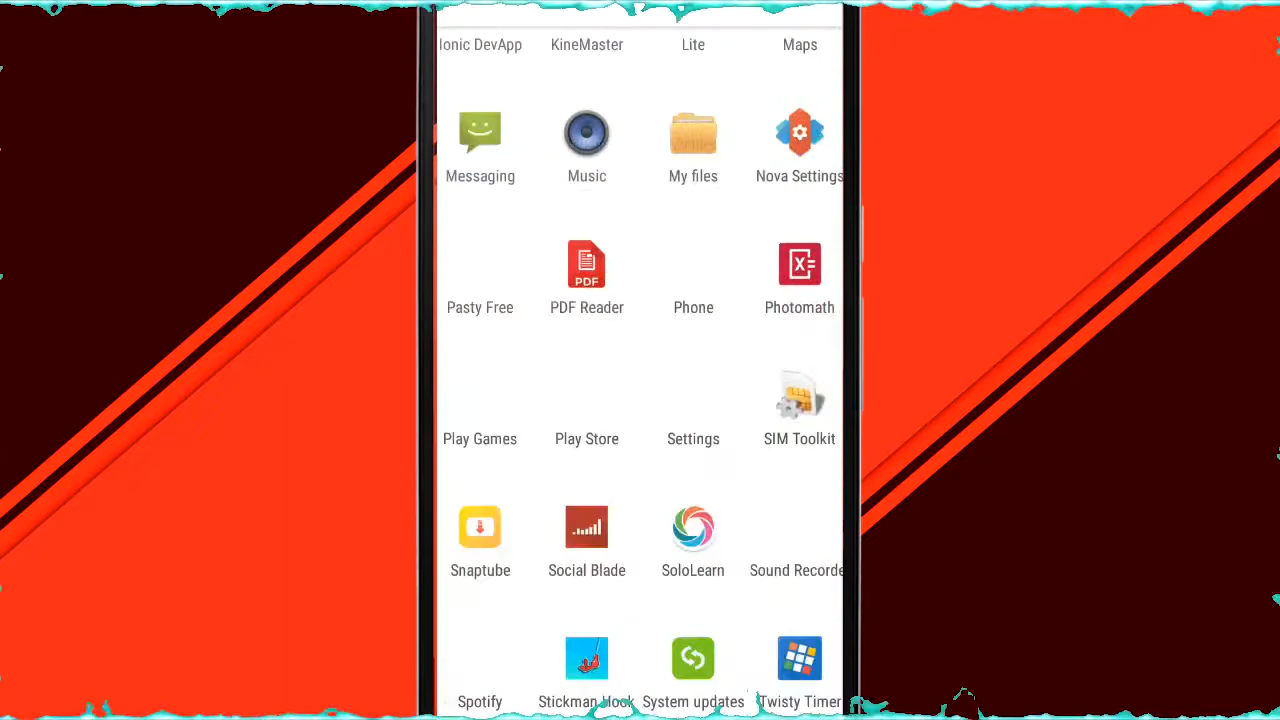 Ionic DevApp KineMaster Lite Maps
Messaging Music My files Nova Settings
PDF
Pasty Free PDF Reader Phone Photomath
Play Games Play Store Settings SIM Toolkit
Snaptube Social Blade SoloLearn Sound Recorde
Spotify Stickman Hook System updates Twisty Timer